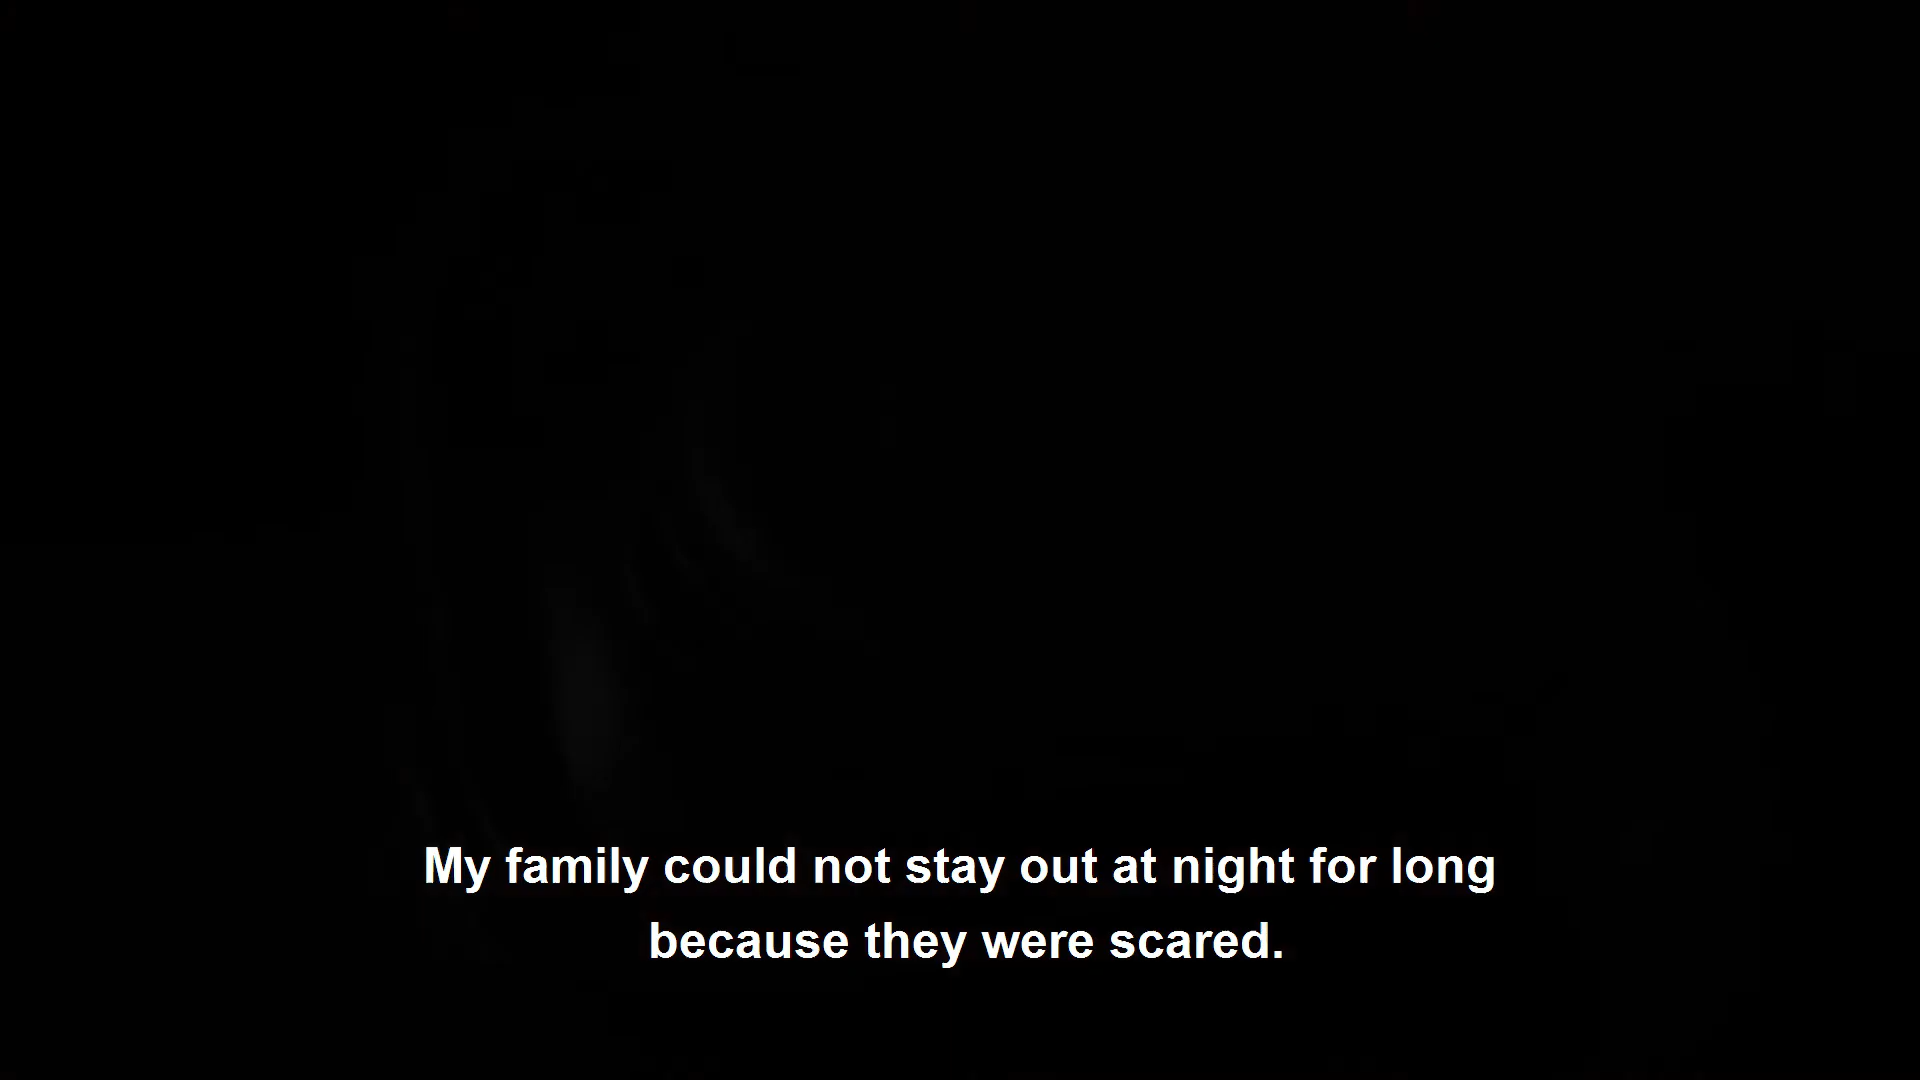 My family could not stay out at night for long
because they were scared.